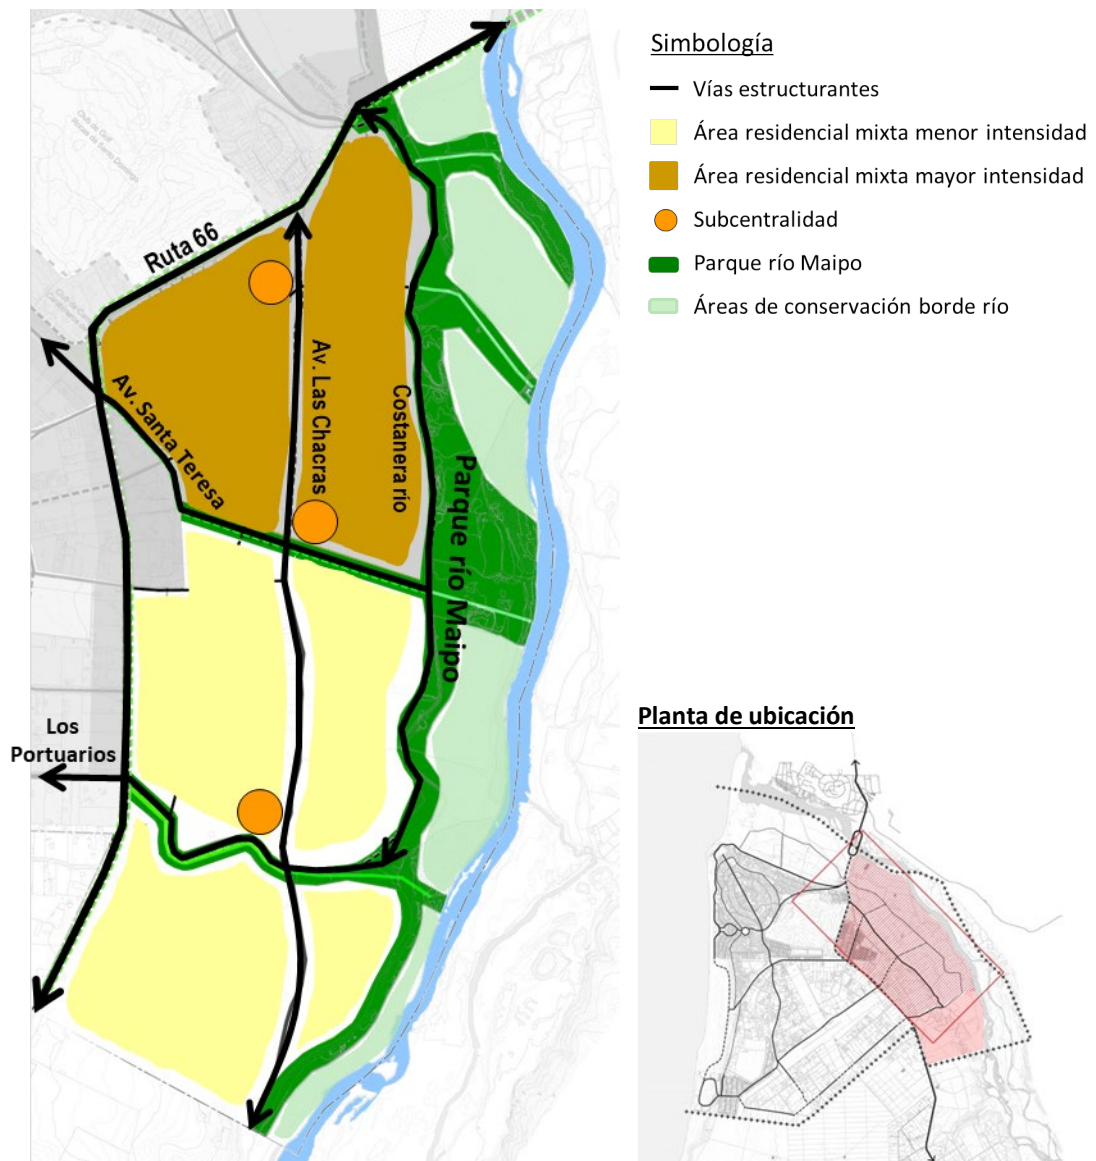 Simbología
Vías estructurantes
Área residencial mixta menor intensidad
Área residencial mixta mayor intensidad
Subcentralidad
Parque río Maipo
Áreas de conservación borde río
Ruta 66
Av. Santa Teresa
Av. Las Chacras
Costanera río
Parque río Maipo
Los
Portuarios
Planta de ubicación